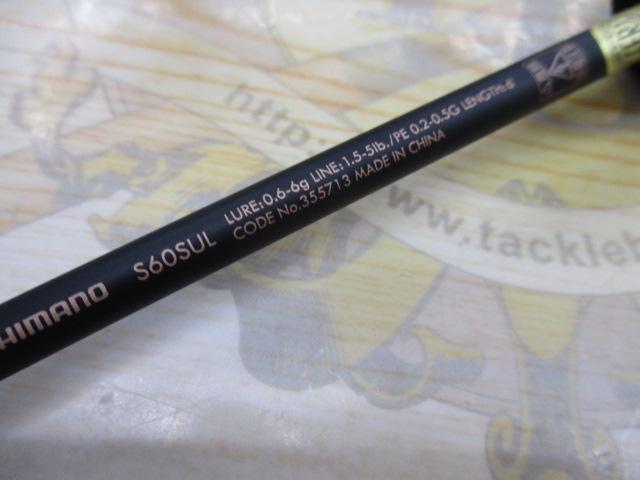 HIMANO S60SUL
LURE:0.6-6g LINE:1.5-5lb./PE 0.2-0.5G LENGTH:6'
CODE No.355713 MADE IN CHINA
http:
www.tackleb